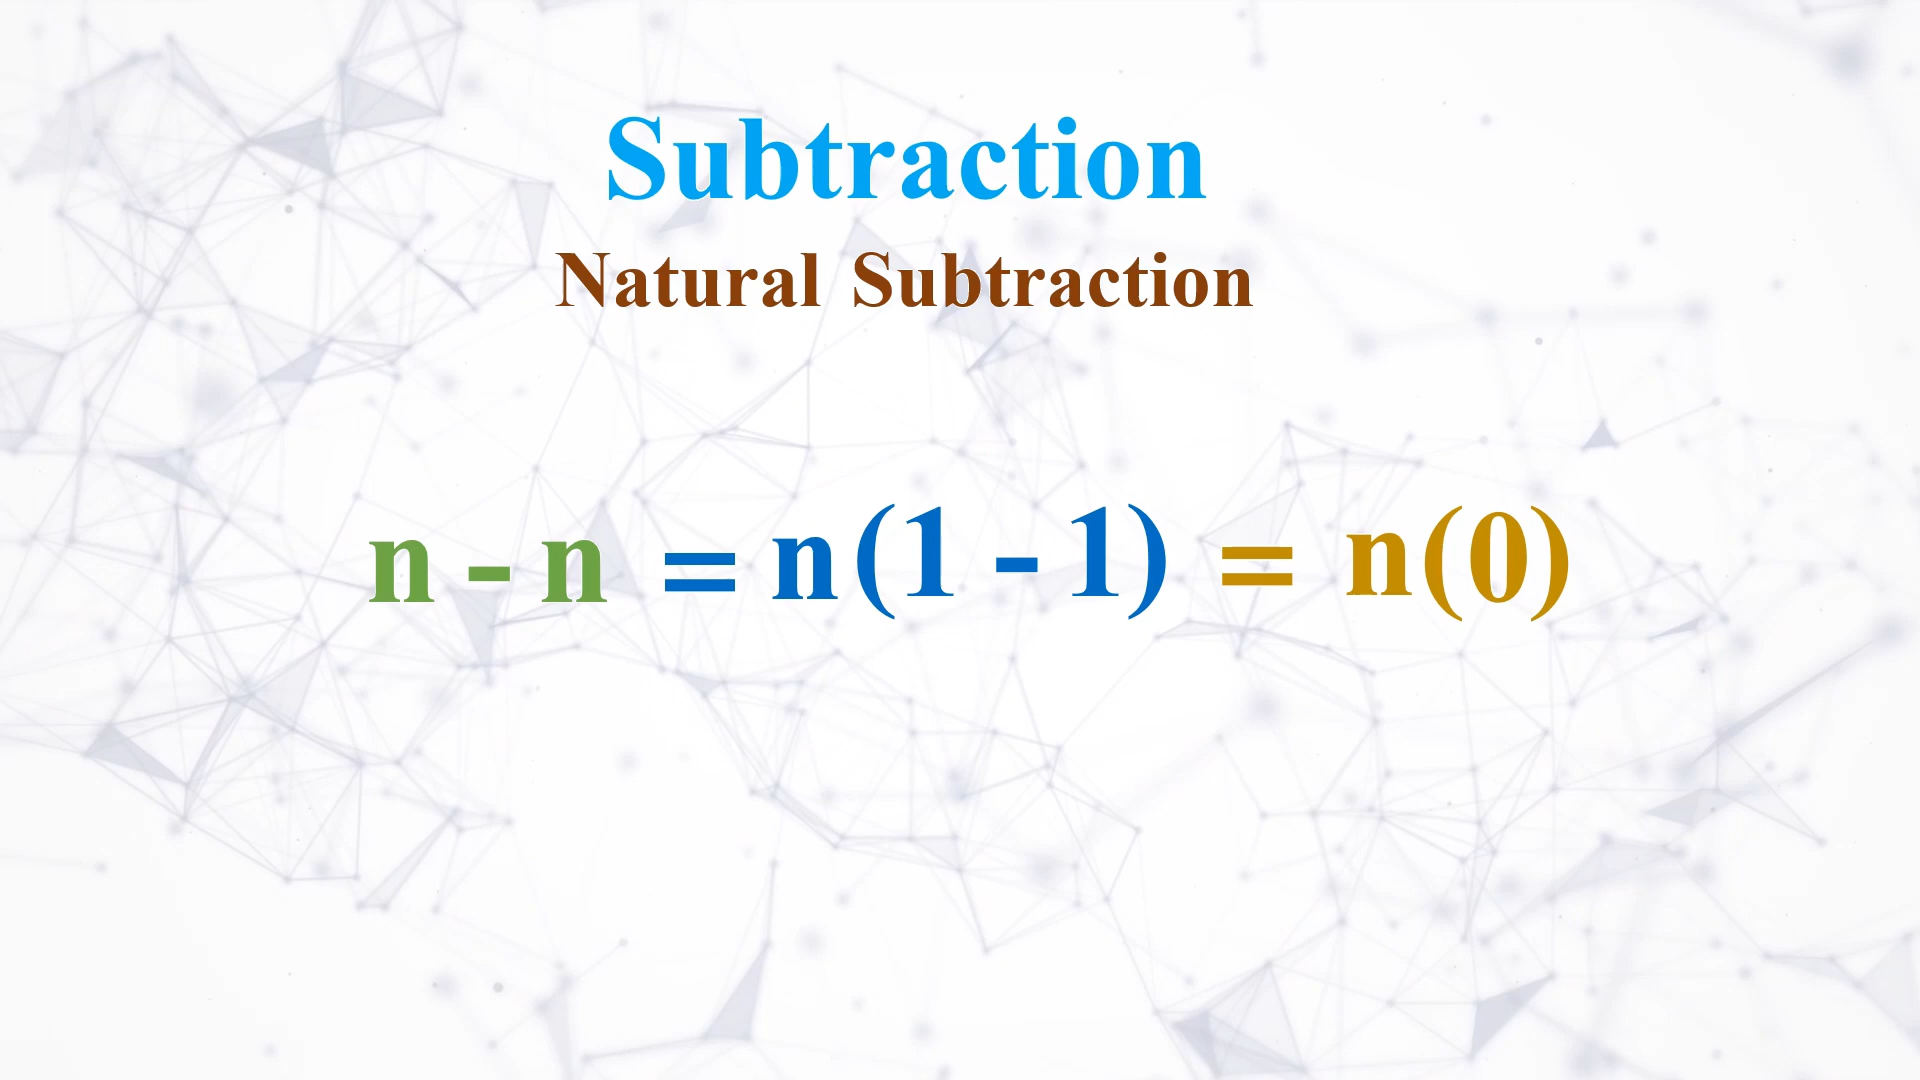 Subtraction
Natural Subtraction
n - n = n(1 - 1) = n(0)